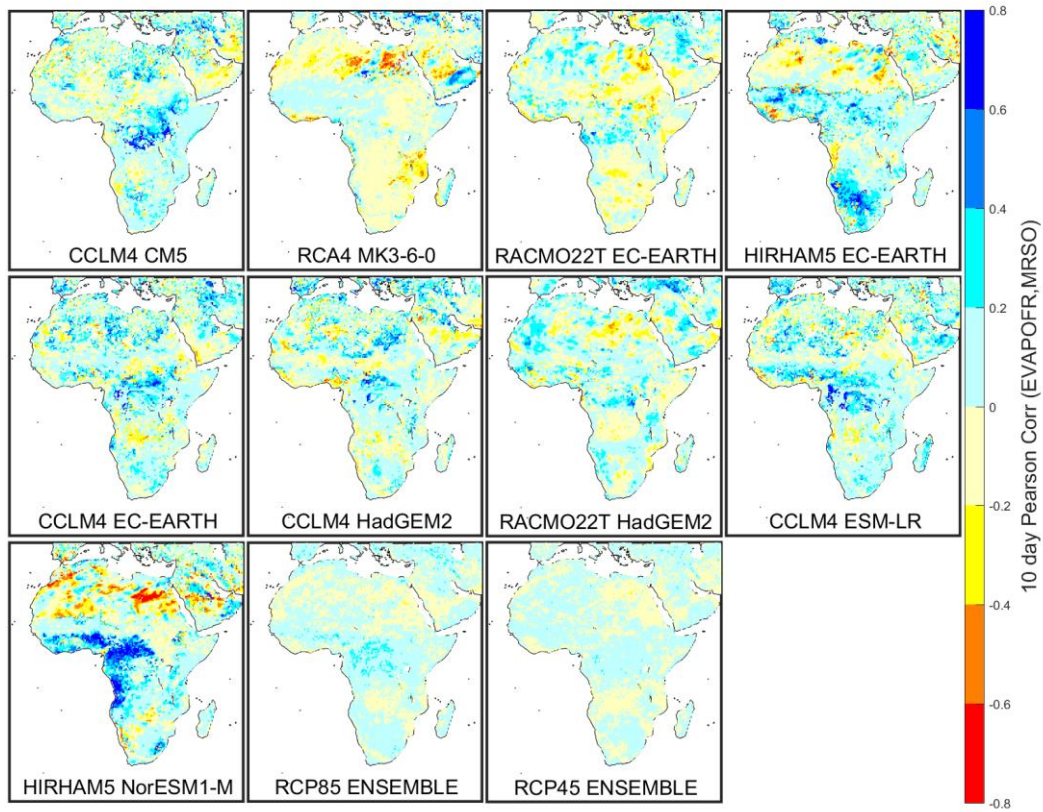 CCLM4 CM5
RCA4 MK3-6-0
RACMO22T EC-EARTH
HIRHAM5 EC-EARTH
CCLM4 EC-EARTH
CCLM4 HadGEM2
RACMO22T HadGEM2
CCLM4 ESM-LR
HIRHAM5 NorESM1-M
RCP85 ENSEMBLE
RCP45 ENSEMBLE
0.8
0.6
0.4
0.2
0
-0.2
-0.4
-0.6
-0.8
10 day Pearson Corr (EVAPOFR,MRSO)